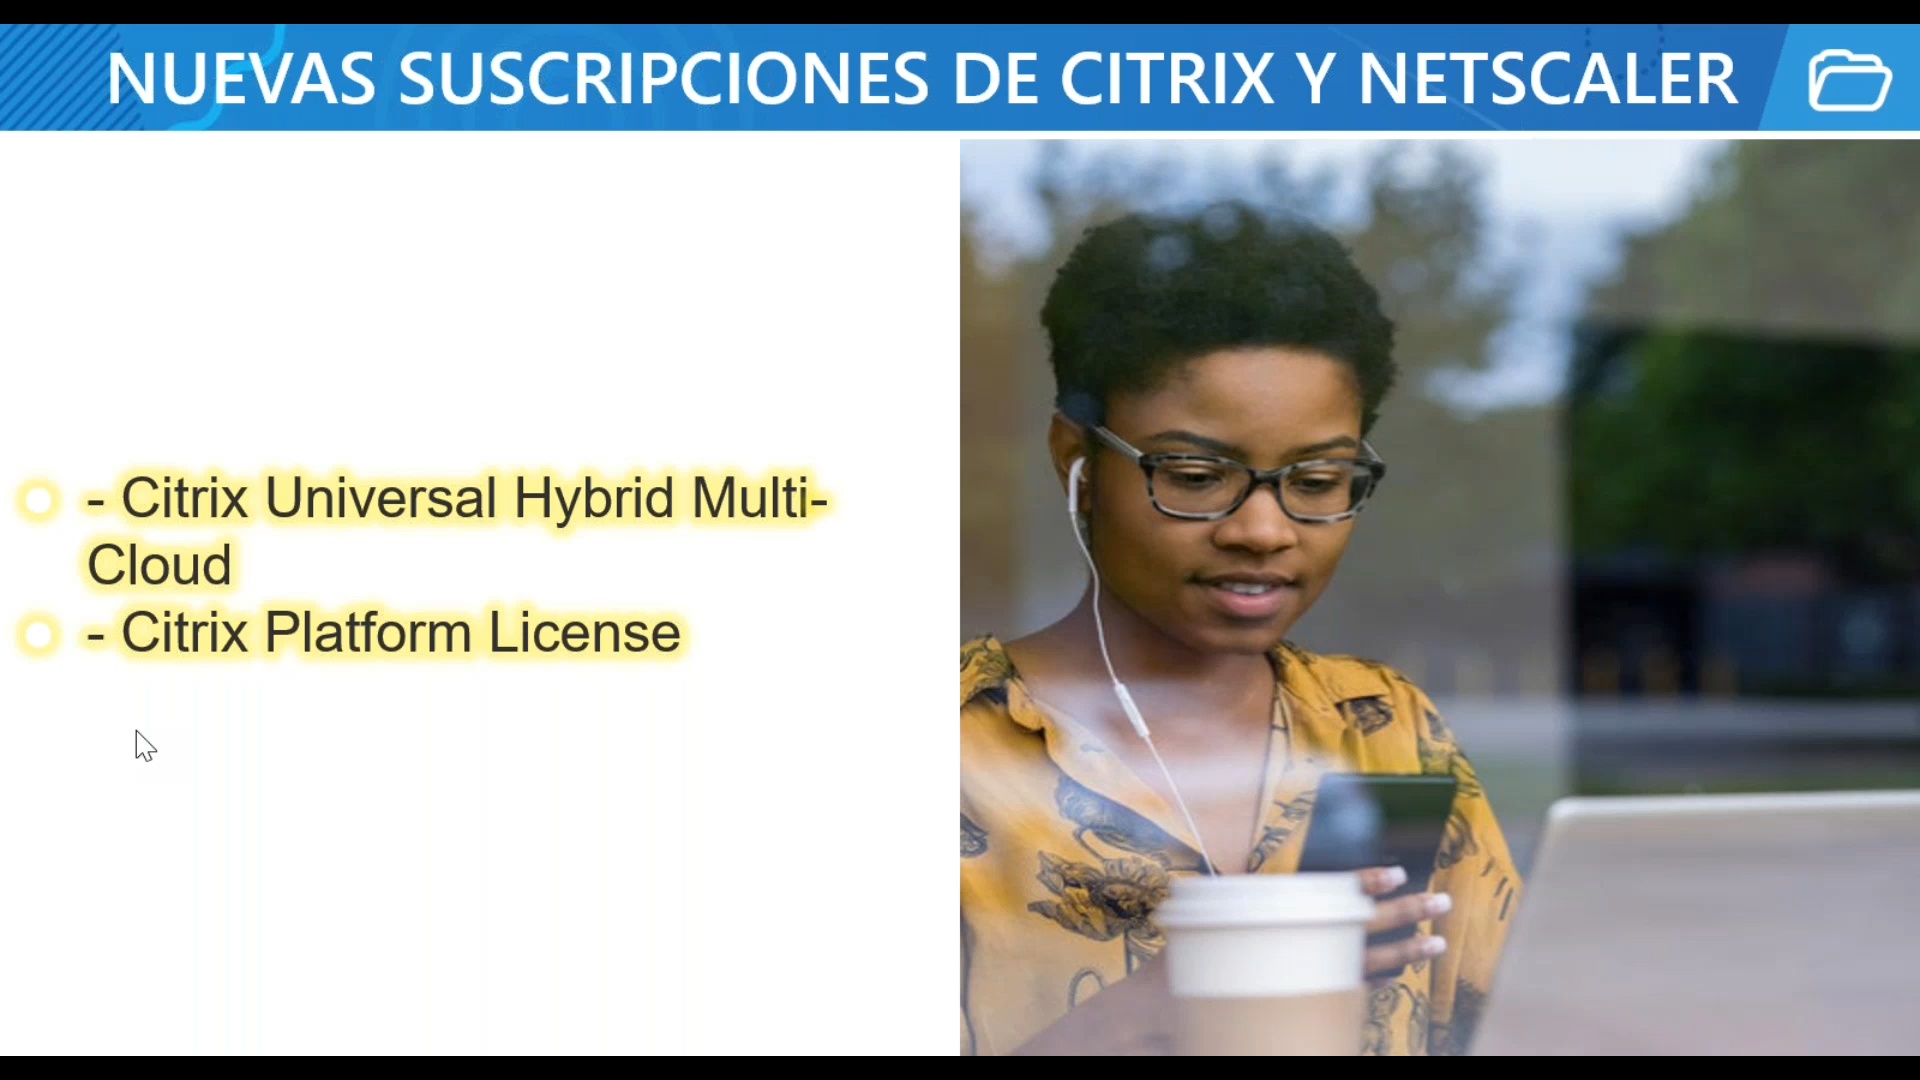 NUEVAS SUSCRIPCIONES DE CITRIX Y NETSCALER
- Citrix Universal Hybrid Multi-
Cloud
- Citrix Platform License